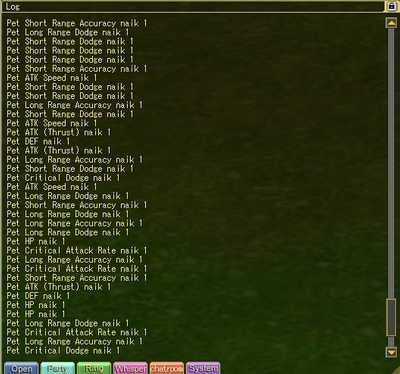 Log
Pet Short Range Accuracy naik 1
Pet Long Range Dodge naik 1
Pet Short Range Dodge naik 1
Pet Short Range Dodge naik 1
Pet Short Range Dodge naik 1
Pet Short Range Accuracy naik 1
Pet ATK Speed naik 1
Pet Short Range Dodge naik 1
Pet Short Range Dodge naik 1
Pet Long Range Accuracy naik 1
Pet Short Range Dodge naik 1
Pet ATK Speed naik 1
Pet ATK (Thrust) naik 1
Pet DEF naik 1
Pet ATK (Thrust) naik 1
Pet Long Range Accuracy naik 1
Pet Short Range Dodge naik 1
Pet Critical Dodge naik 1
Pet ATK Speed naik 1
Pet Long Range Dodge naik 1
Pet Short Range Accuracy naik 1
Pet Long Range Dodge naik 1
Pet Long Range Accuracy naik 1
Pet Long Range Dodge naik 1
Pet HP naik 1
Pet Critical Attack Rate naik 1
Pet Long Range Accuracy naik 1
Pet Critical Attack Rate naik 1
Pet Short Range Accuracy naik 1
Pet ATK (Thrust) naik 1
Pet DEF naik 1
Pet HP naik 1
Pet HP naik 1
Pet Long Range Dodge naik 1
Pet Critical Attack Rate naik 1
Pet Long Range Accuracy naik 1
Pet Critical Dodge naik 1
Open Party Raid Whisper chatroom System